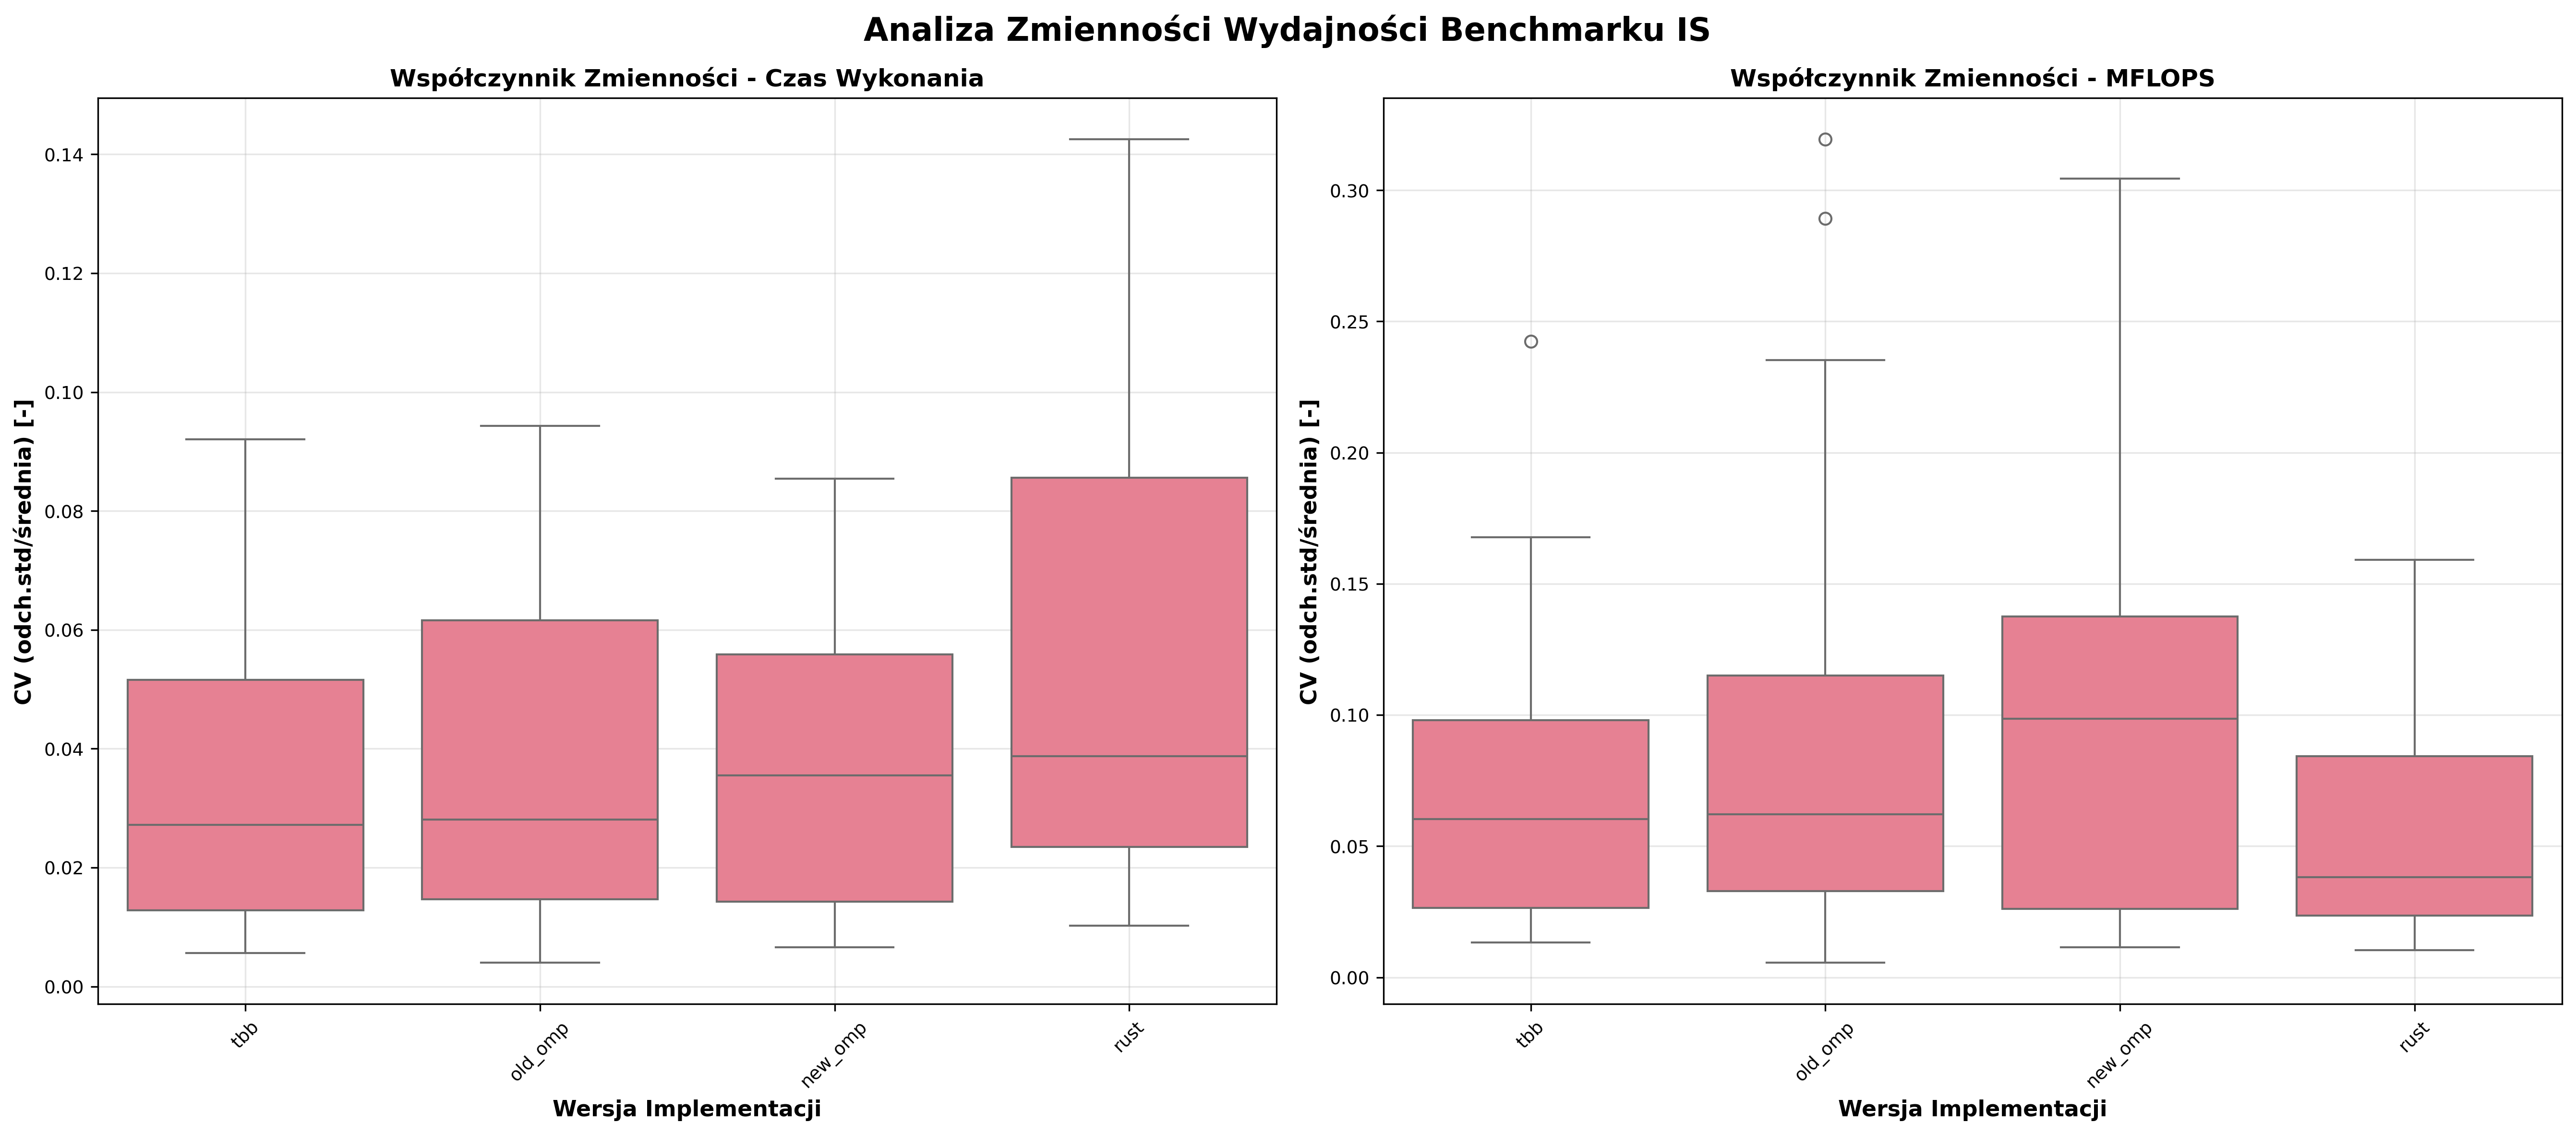 Analiza Zmienności Wydajności Benchmarku IS
Współczynnik Zmienności - Czas Wykonania
CV (odch.std/średnia) [-]
0.14
0.12
0.10
0.08
0.06
0.04
0.02
0.00
tbb
old_omp
new_omp
rust
Wersja Implementacji
Współczynnik Zmienności - MFLOPS
CV (odch.std/średnia) [-]
0.30
0.25
0.20
0.15
0.10
0.05
0.00
tbb
old_omp
new_omp
rust
Wersja Implementacji